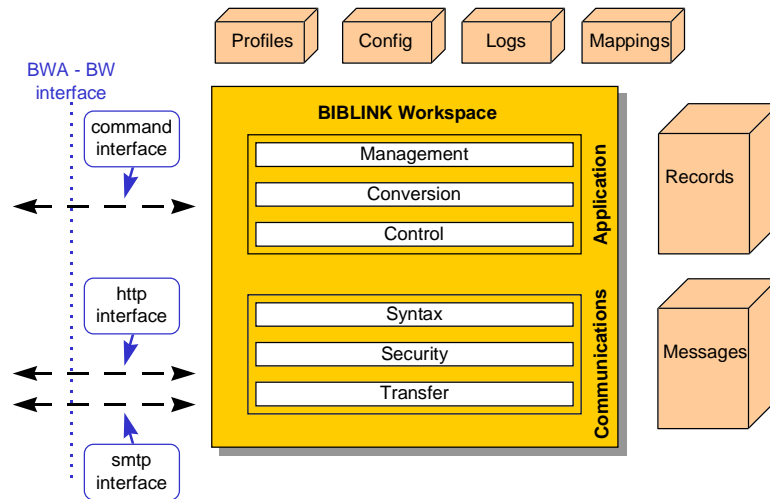 Profiles
Config
Logs
Mappings
BWA - BW
interface
command
interface
http
interface
smtp
interface
BIBLINK Workspace
Management
Conversion
Control
Application
Syntax
Security
Transfer
Communications
Records
Messages